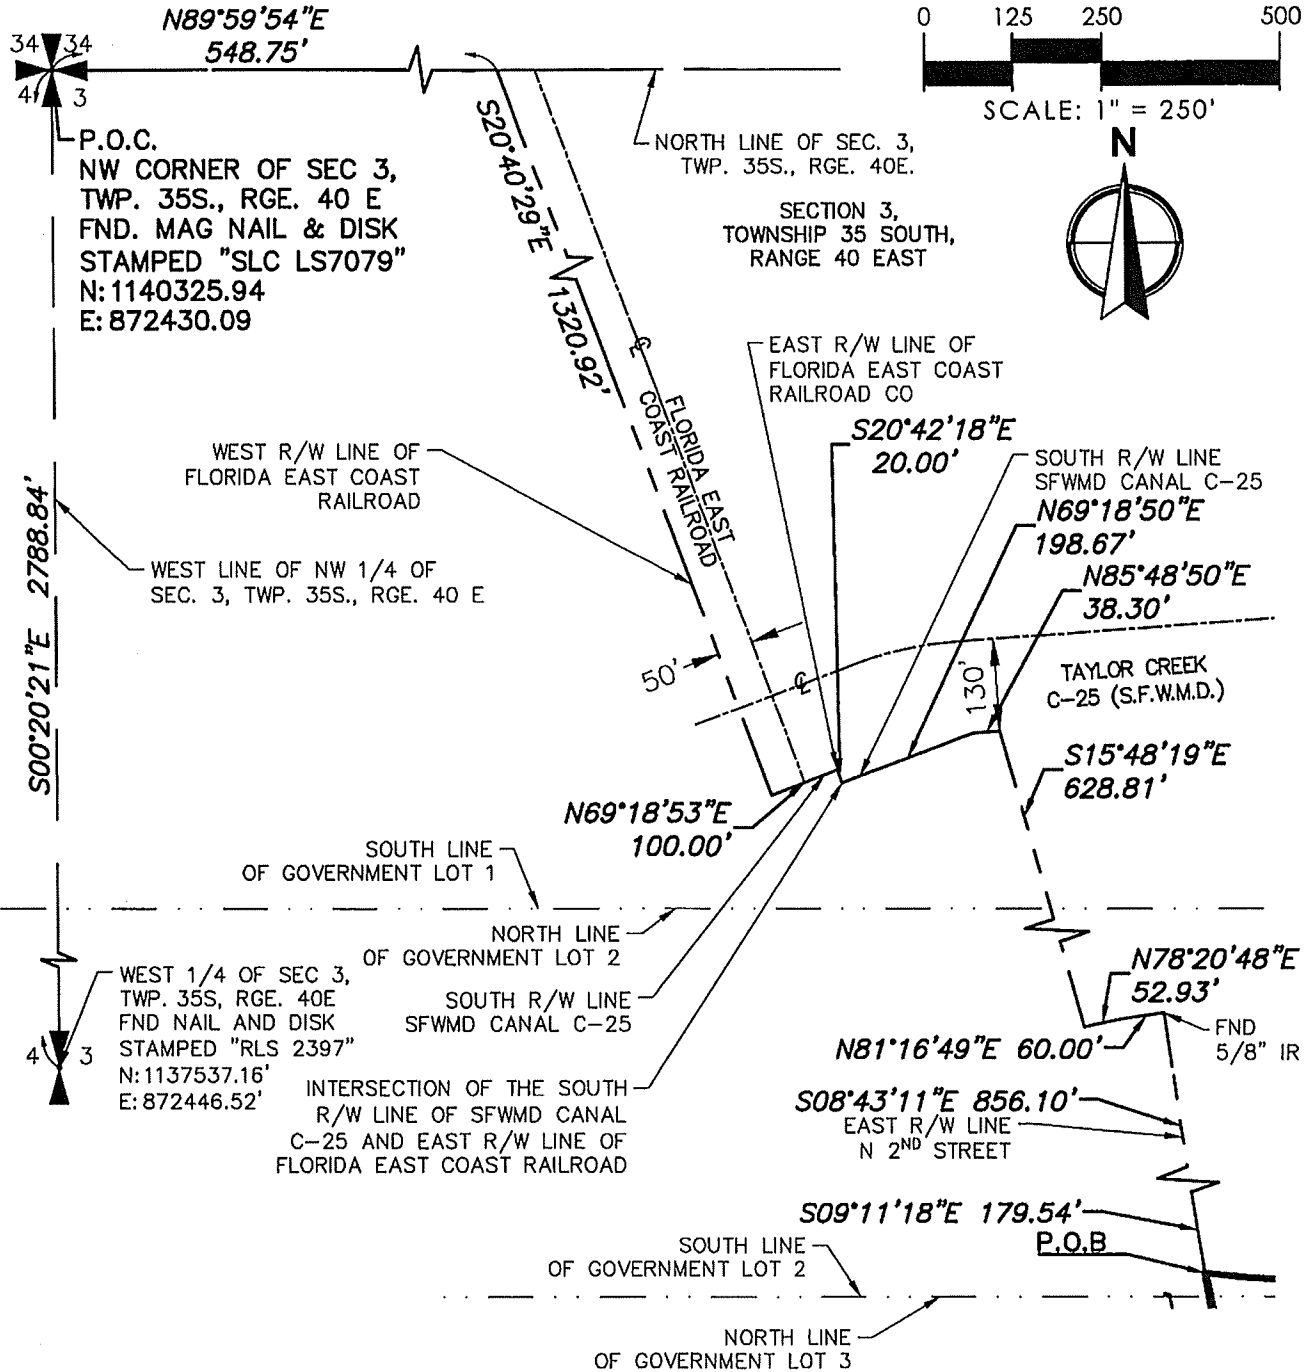 N89°59'54"E
548.75'
0 125 250 500
SCALE: 1" = 250'
N
34 34
4 3
P.O.C.
NW CORNER OF SEC 3,
TWP. 35S., RGE. 40 E
FND. MAG NAIL & DISK
STAMPED "SLC LS7079"
N: 1140325.94
E: 872430.09
S20°40'29"E 1320.92'
NORTH LINE OF SEC. 3,
TWP. 35S., RGE. 40E.
SECTION 3,
TOWNSHIP 35 SOUTH,
RANGE 40 EAST
℄
EAST R/W LINE OF
FLORIDA EAST COAST
RAILROAD CO
FLORIDA EAST
COAST RAILROAD
S20°42'18"E
20.00'
WEST R/W LINE OF
FLORIDA EAST COAST
RAILROAD
SOUTH R/W LINE
SFWMD CANAL C-25
N69°18'50"E
198.67'
S00°20'21"E 2788.84'
WEST LINE OF NW 1/4 OF
SEC. 3, TWP. 35S., RGE. 40 E
N85°48'50"E
38.30'
50'
℄
130'
TAYLOR CREEK
C-25 (S.F.W.M.D.)
S15°48'19"E
628.81'
N69°18'53"E
100.00'
SOUTH LINE
OF GOVERNMENT LOT 1
NORTH LINE
OF GOVERNMENT LOT 2
WEST 1/4 OF SEC 3,
TWP. 35S, RGE. 40E
FND NAIL AND DISK
STAMPED "RLS 2397"
N: 1137537.16'
E: 872446.52'
4 3
SOUTH R/W LINE
SFWMD CANAL C-25
N78°20'48"E
52.93'
FND
5/8" IR
N81°16'49"E 60.00'
INTERSECTION OF THE SOUTH
R/W LINE OF SFWMD CANAL
C-25 AND EAST R/W LINE OF
FLORIDA EAST COAST RAILROAD
S08°43'11"E 856.10'
EAST R/W LINE
N 2ND STREET
S09°11'18"E 179.54'
P.O.B
SOUTH LINE
OF GOVERNMENT LOT 2
NORTH LINE
OF GOVERNMENT LOT 3